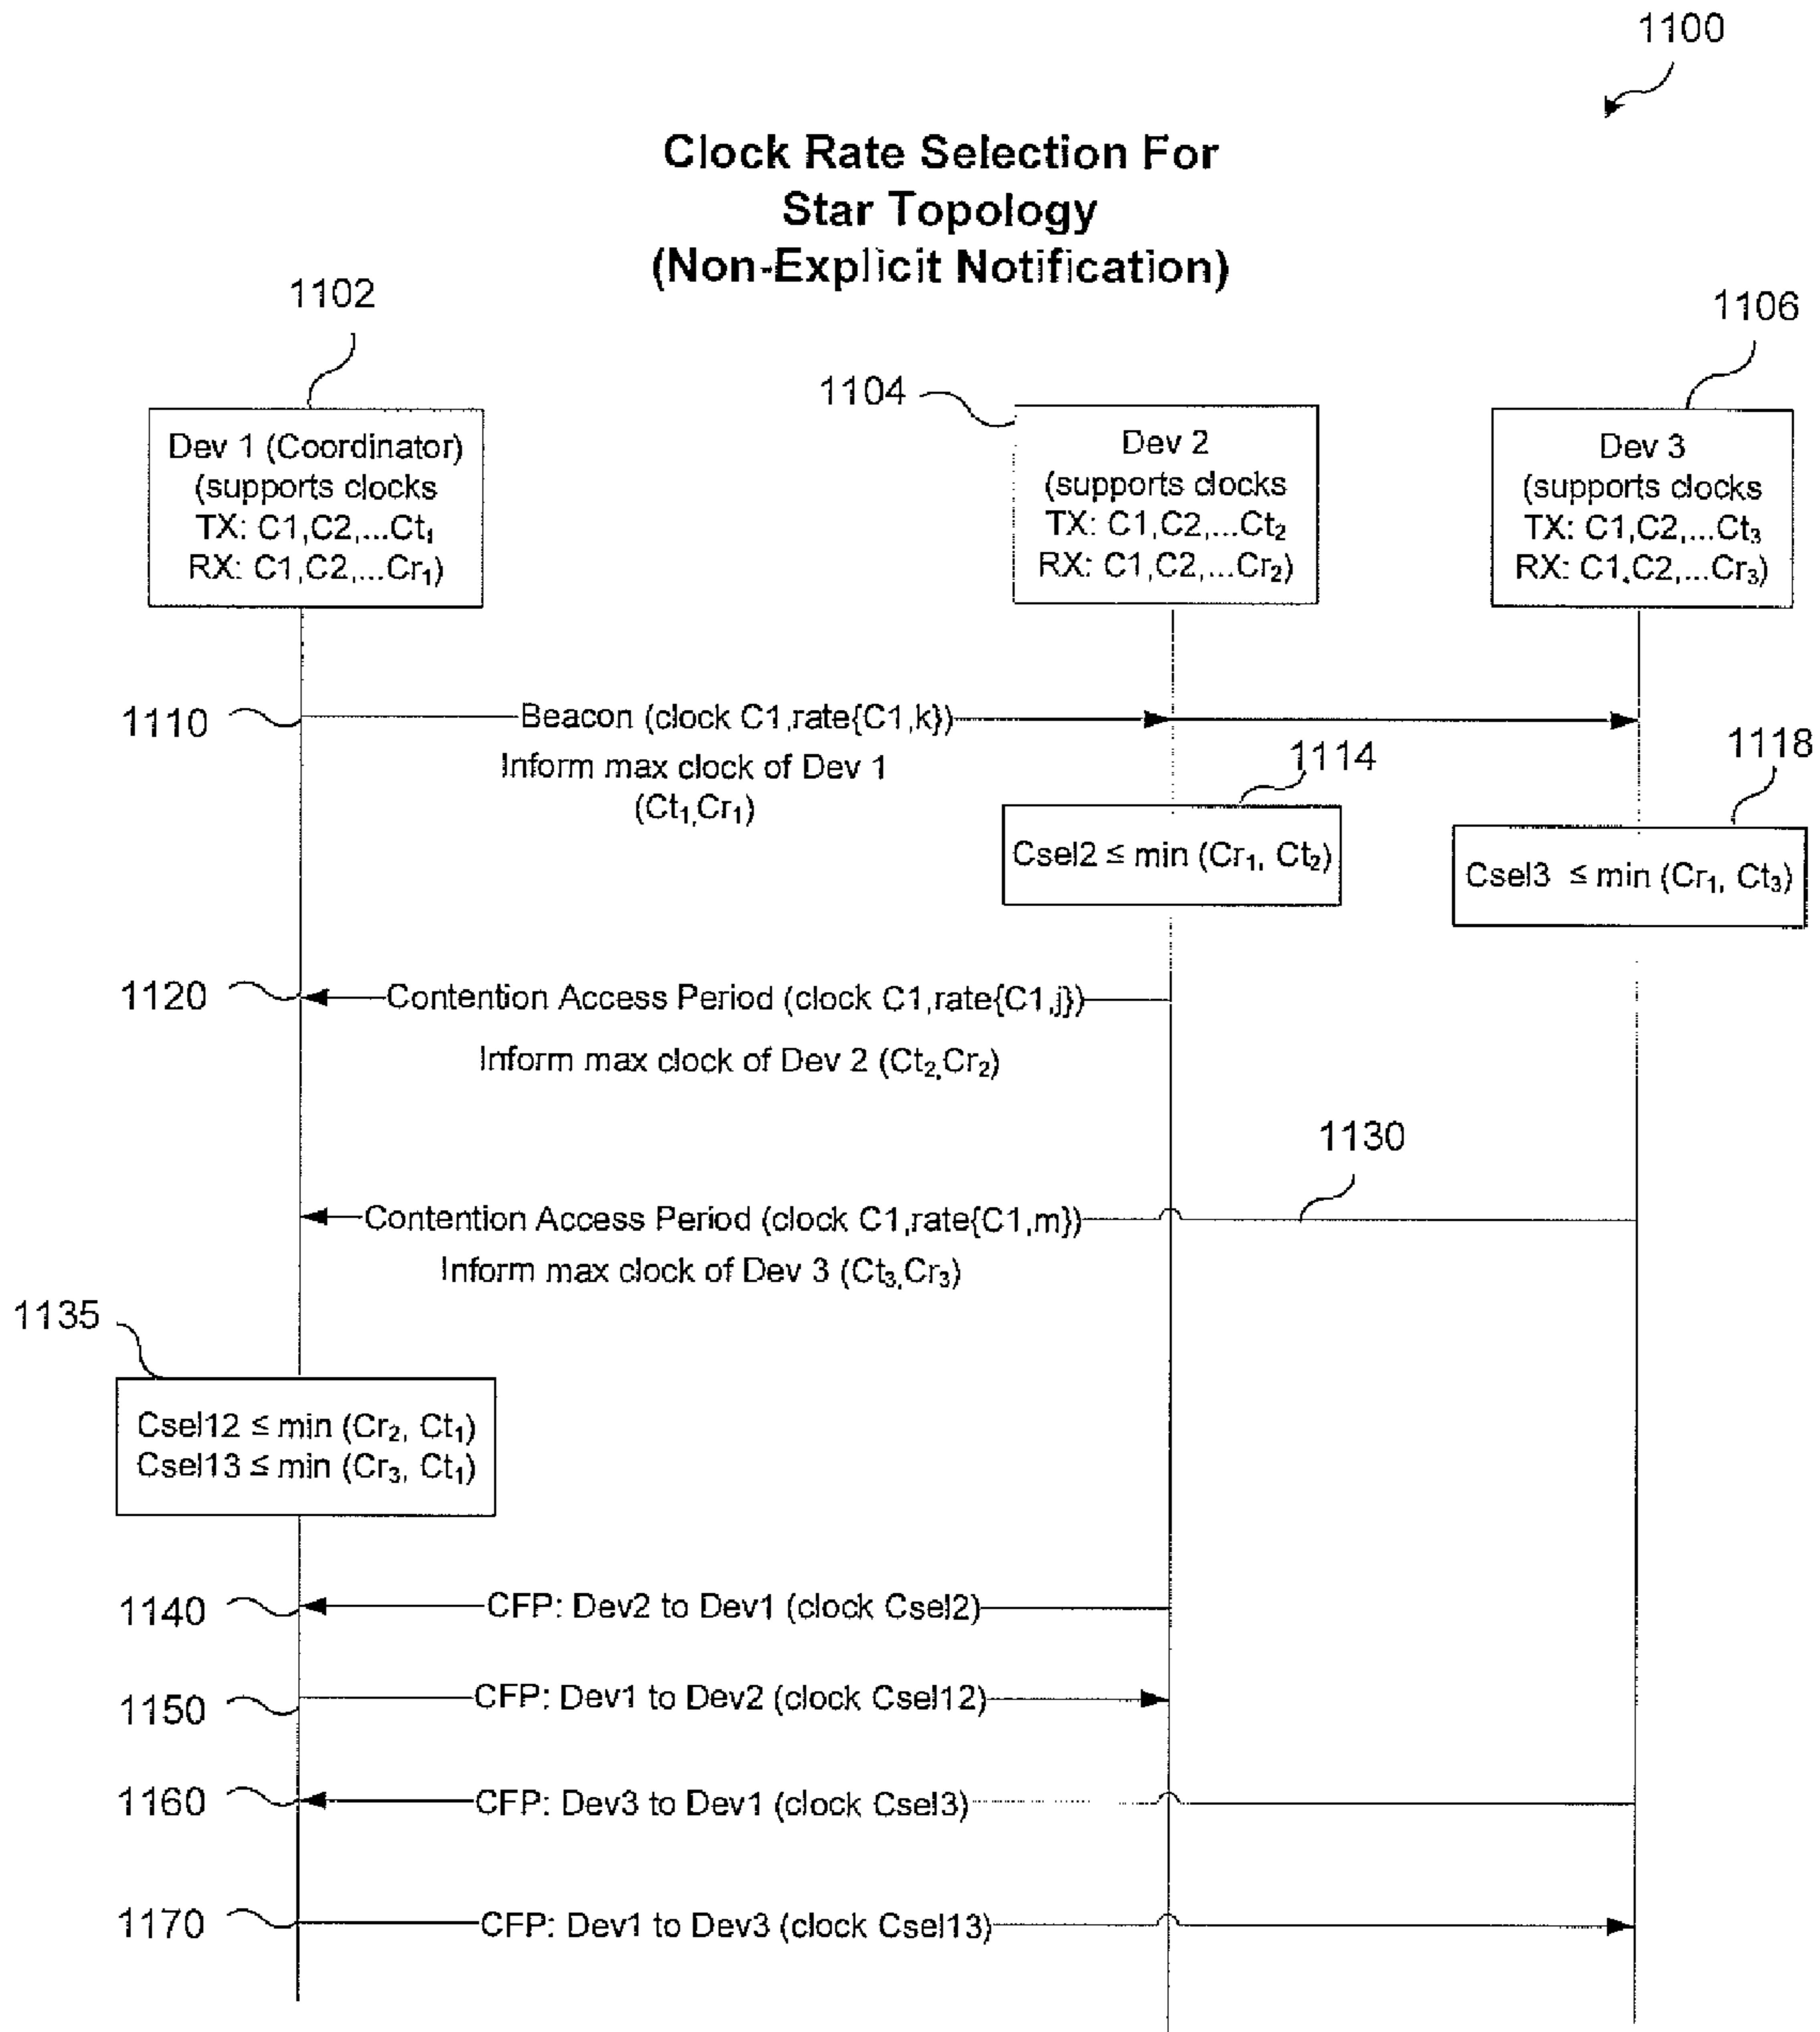 1100
Clock Rate Selection For
Star Topology
(Non-Explicit Notification)
1102
1104
1106
Dev 1 (Coordinator)
(supports clocks
TX: C1,C2,...Ct₁
RX: C1,C2,...Cr₁)
Dev 2
(supports clocks
TX: C1,C2,...Ct₂
RX: C1,C2,...Cr₂)
Dev 3
(supports clocks
TX: C1,C2,...Ct₃
RX: C1,C2,...Cr₃)
1110
Beacon (clock C1,rate{C1,k})
Inform max clock of Dev 1
(Ct₁,Cr₁)
1114
Csel2 ≤ min (Cr₁, Ct₂)
1118
Csel3 ≤ min (Cr₁, Ct₃)
1120
Contention Access Period (clock C1,rate{C1,j})
Inform max clock of Dev 2 (Ct₂,Cr₂)
1130
Contention Access Period (clock C1,rate{C1,m})
Inform max clock of Dev 3 (Ct₃,Cr₃)
1135
Csel12 ≤ min (Cr₂, Ct₁)
Csel13 ≤ min (Cr₃, Ct₁)
1140
CFP: Dev2 to Dev1 (clock Csel2)
1150
CFP: Dev1 to Dev2 (clock Csel12)
1160
CFP: Dev3 to Dev1 (clock Csel3)
1170
CFP: Dev1 to Dev3 (clock Csel13)